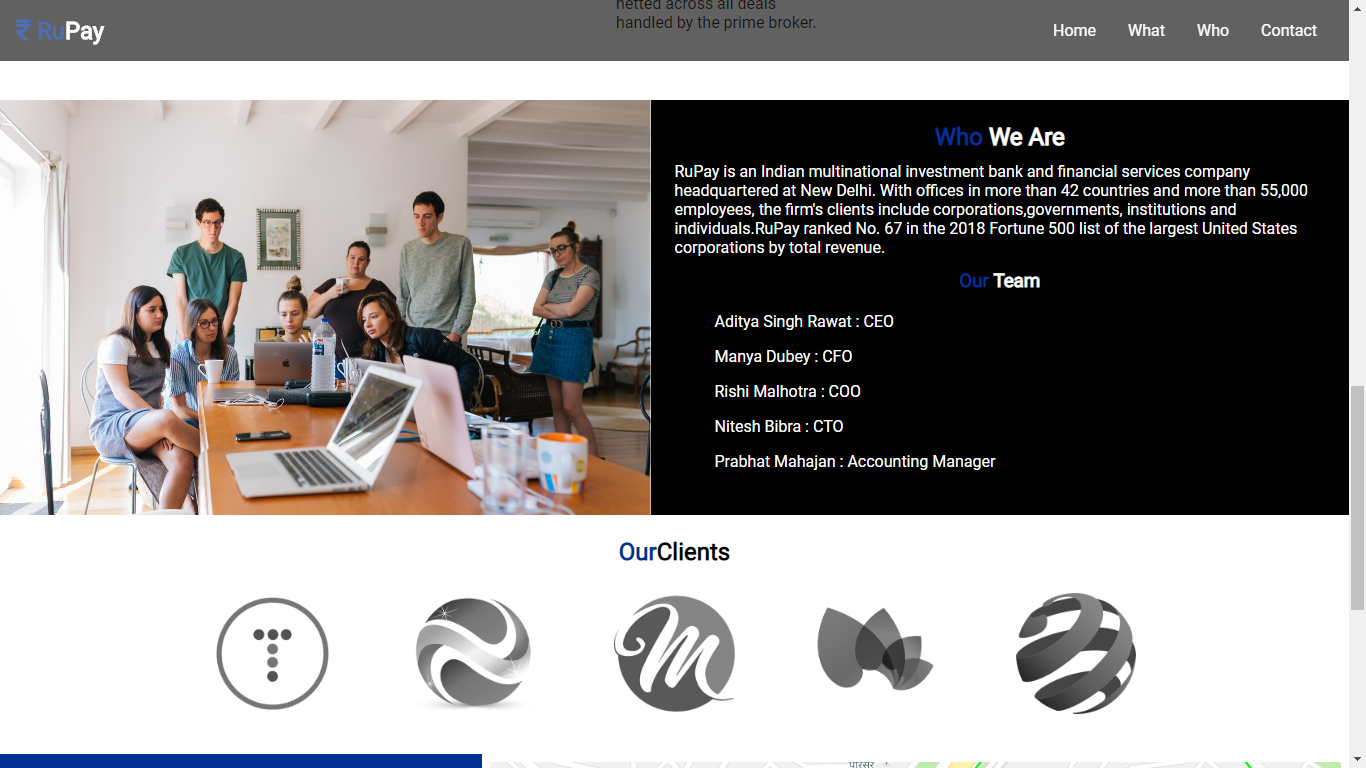 netted across all deals
handled by the prime broker.
₹ RuPay
Home What Who Contact
Who We Are
RuPay is an Indian multinational investment bank and financial services company
headquartered at New Delhi. With offices in more than 42 countries and more than 55,000
employees, the firm's clients include corporations,governments, institutions and
individuals.RuPay ranked No. 67 in the 2018 Fortune 500 list of the largest United States
corporations by total revenue.
Our Team
Aditya Singh Rawat : CEO
Manya Dubey : CFO
Rishi Malhotra : COO
Nitesh Bibra : CTO
Prabhat Mahajan : Accounting Manager
OurClients
T
M
परिसर